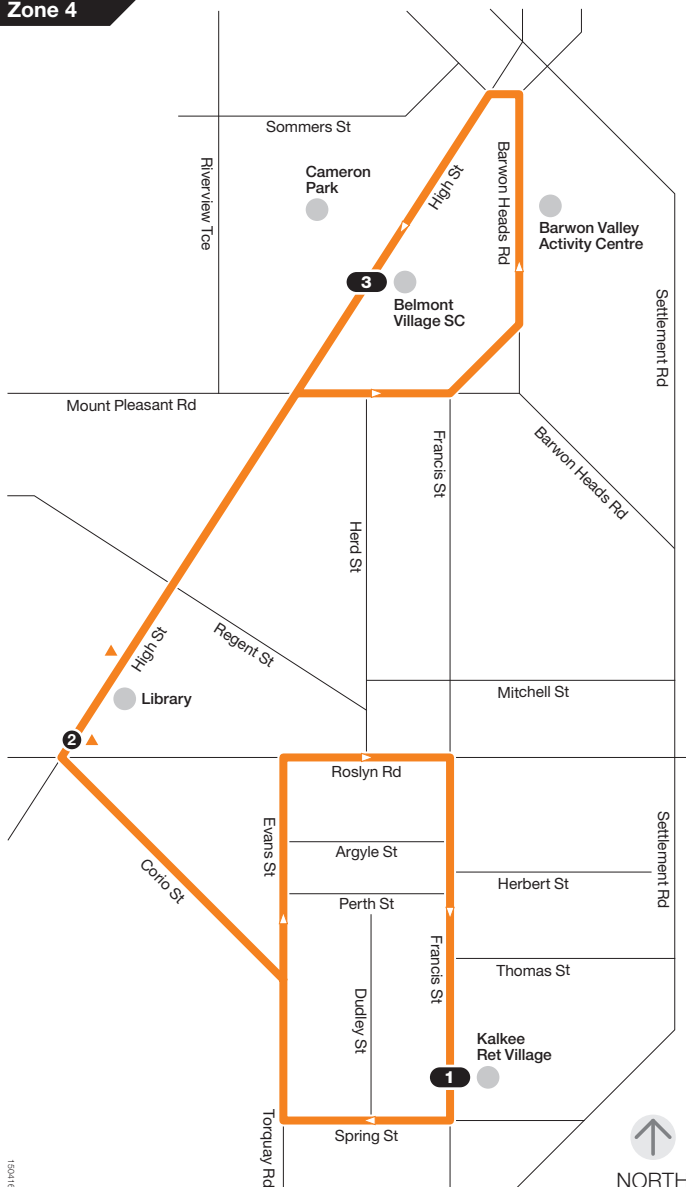 Zone 4
Sommers St
Riverview Tce
Cameron
Park
High St
Barwon Heads Rd
Barwon Valley
Activity Centre
3
Belmont
Village SC
Settlement Rd
Mount Pleasant Rd
Francis St
Barwon Heads Rd
Herd St
High St
Regent St
Library
Mitchell St
2
Roslyn Rd
Evans St
Argyle St
Settlement Rd
Corio St
Herbert St
Perth St
Francis St
Thomas St
Dudley St
Kalkee
Ret Village
1
Torquay Rd
Spring St
NORTH
150416